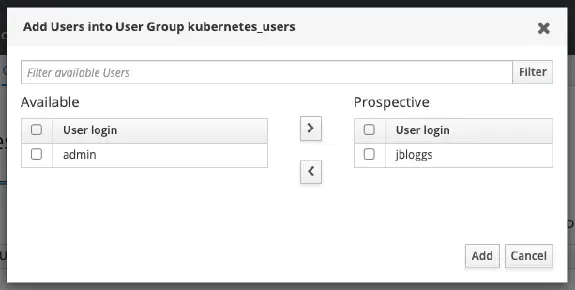 Add Users into User Group kubernetes_users
Filter available Users
Filter
Available
Prospective
User login
User login
admin
jbloggs
Add
Cancel